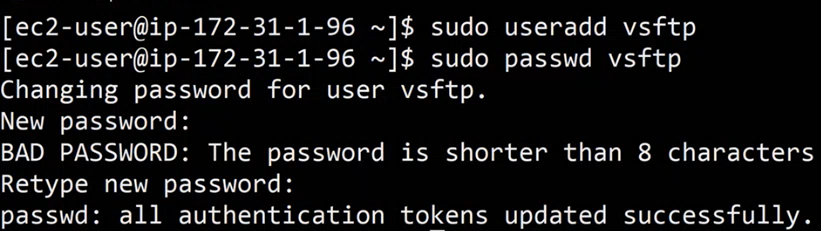 [ec2-user@ip-172-31-1-96 ~]$ sudo useradd vsftp
[ec2-user@ip-172-31-1-96 ~]$ sudo passwd vsftp
Changing password for user vsftp.
New password:
BAD PASSWORD: The password is shorter than 8 characters
Retype new password:
passwd: all authentication tokens updated successfully.